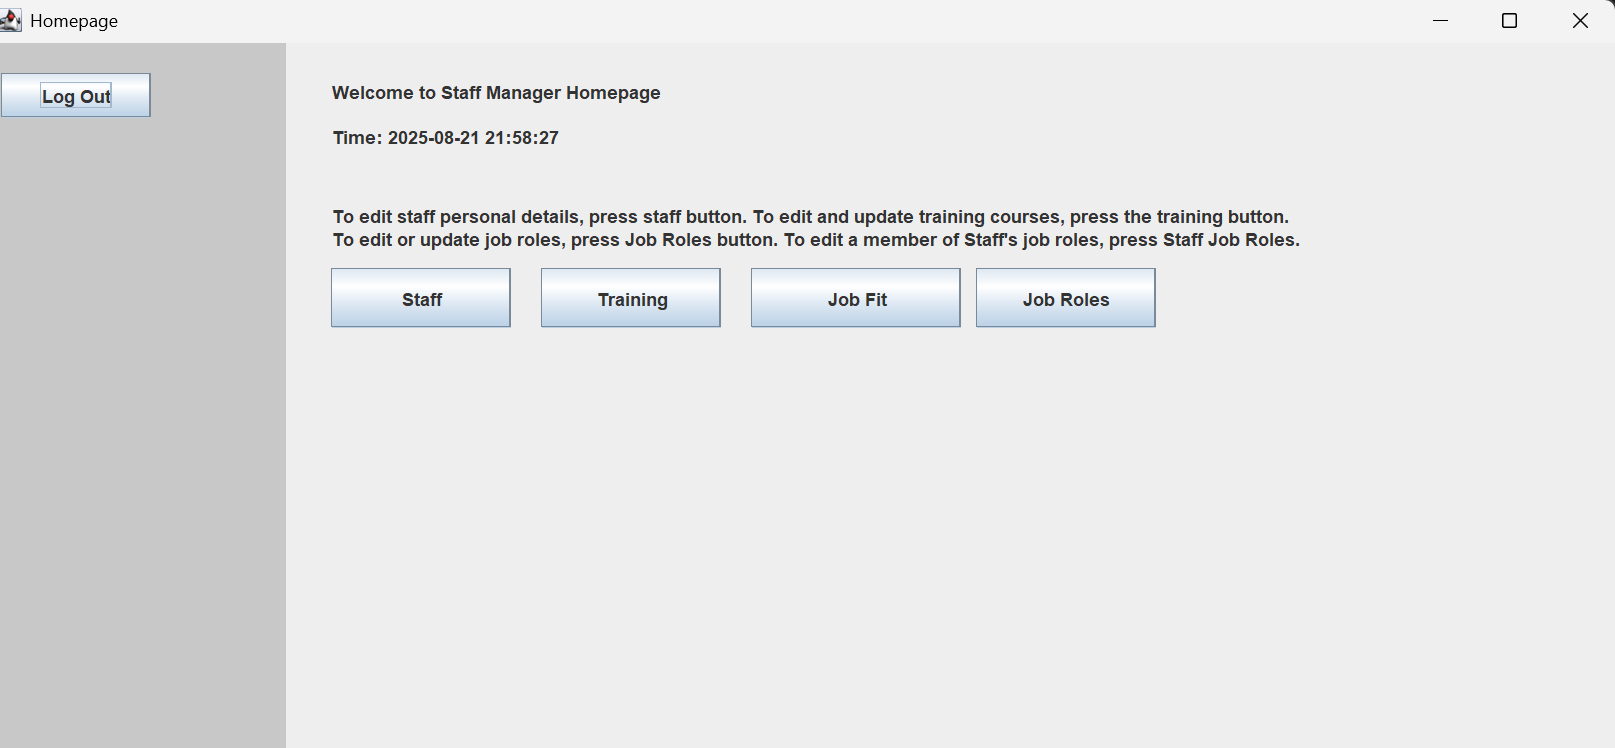 Homepage
Log Out
Welcome to Staff Manager Homepage
Time: 2025-08-21 21:58:27
To edit staff personal details, press staff button. To edit and update training courses, press the training button.
To edit or update job roles, press Job Roles button. To edit a member of Staff's job roles, press Staff Job Roles.
Staff
Training
Job Fit
Job Roles